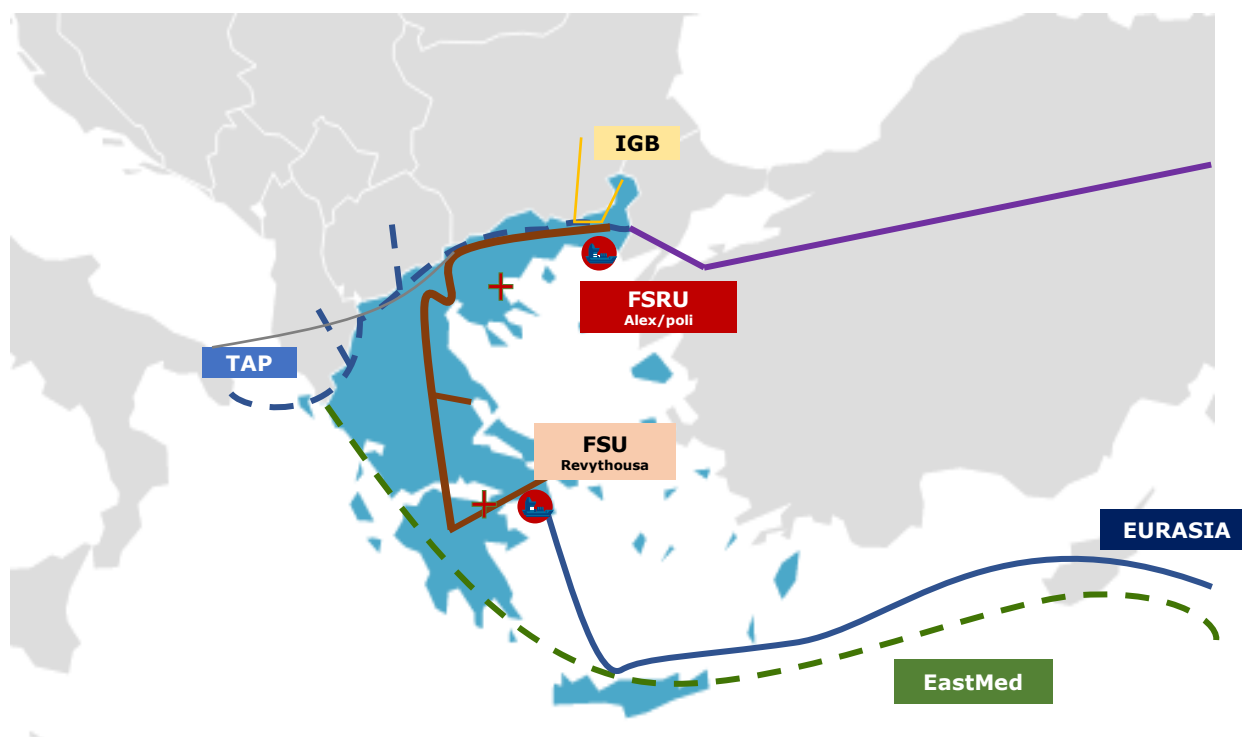 IGB
FSRU
Alex/poli
TAP
FSU
Revythousa
EURASIA
EastMed